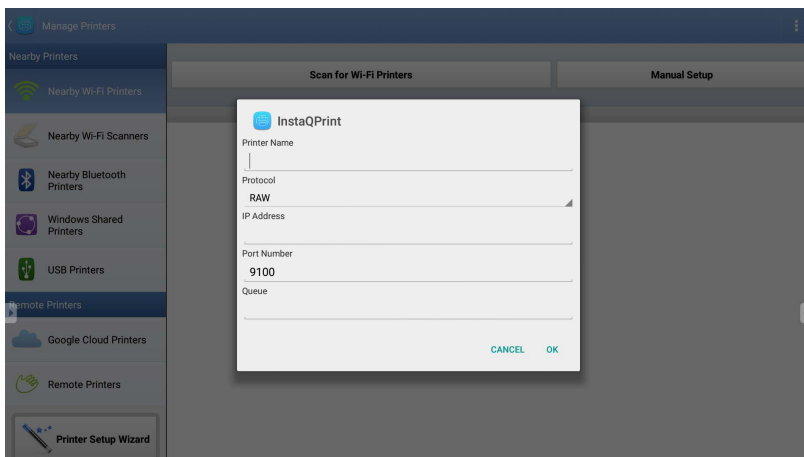 Manage Printers
Nearby Printers
Nearby Wi-Fi Printers
Nearby Wi-Fi Scanners
Nearby Bluetooth
Printers
Windows Shared
Printers
USB Printers
Remote Printers
Google Cloud Printers
Remote Printers
Printer Setup Wizard
Scan for Wi-Fi Printers
Manual Setup
InstaQPrint
Printer Name
Protocol
RAW
IP Address
Port Number
9100
Queue
CANCEL OK